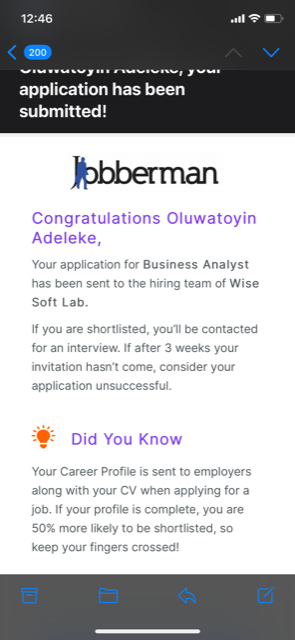 12:46
200
Oluwatoyin Adeleke, your
application has been
submitted!
Jobberman
Congratulations Oluwatoyin
Adeleke,
Your application for Business Analyst
has been sent to the hiring team of Wise
Soft Lab.
If you are shortlisted, you’ll be contacted
for an interview. If after 3 weeks your
invitation hasn’t come, consider your
application unsuccessful.
Did You Know
Your Career Profile is sent to employers
along with your CV when applying for a
job. If your profile is complete, you are
50% more likely to be shortlisted, so
keep your fingers crossed!